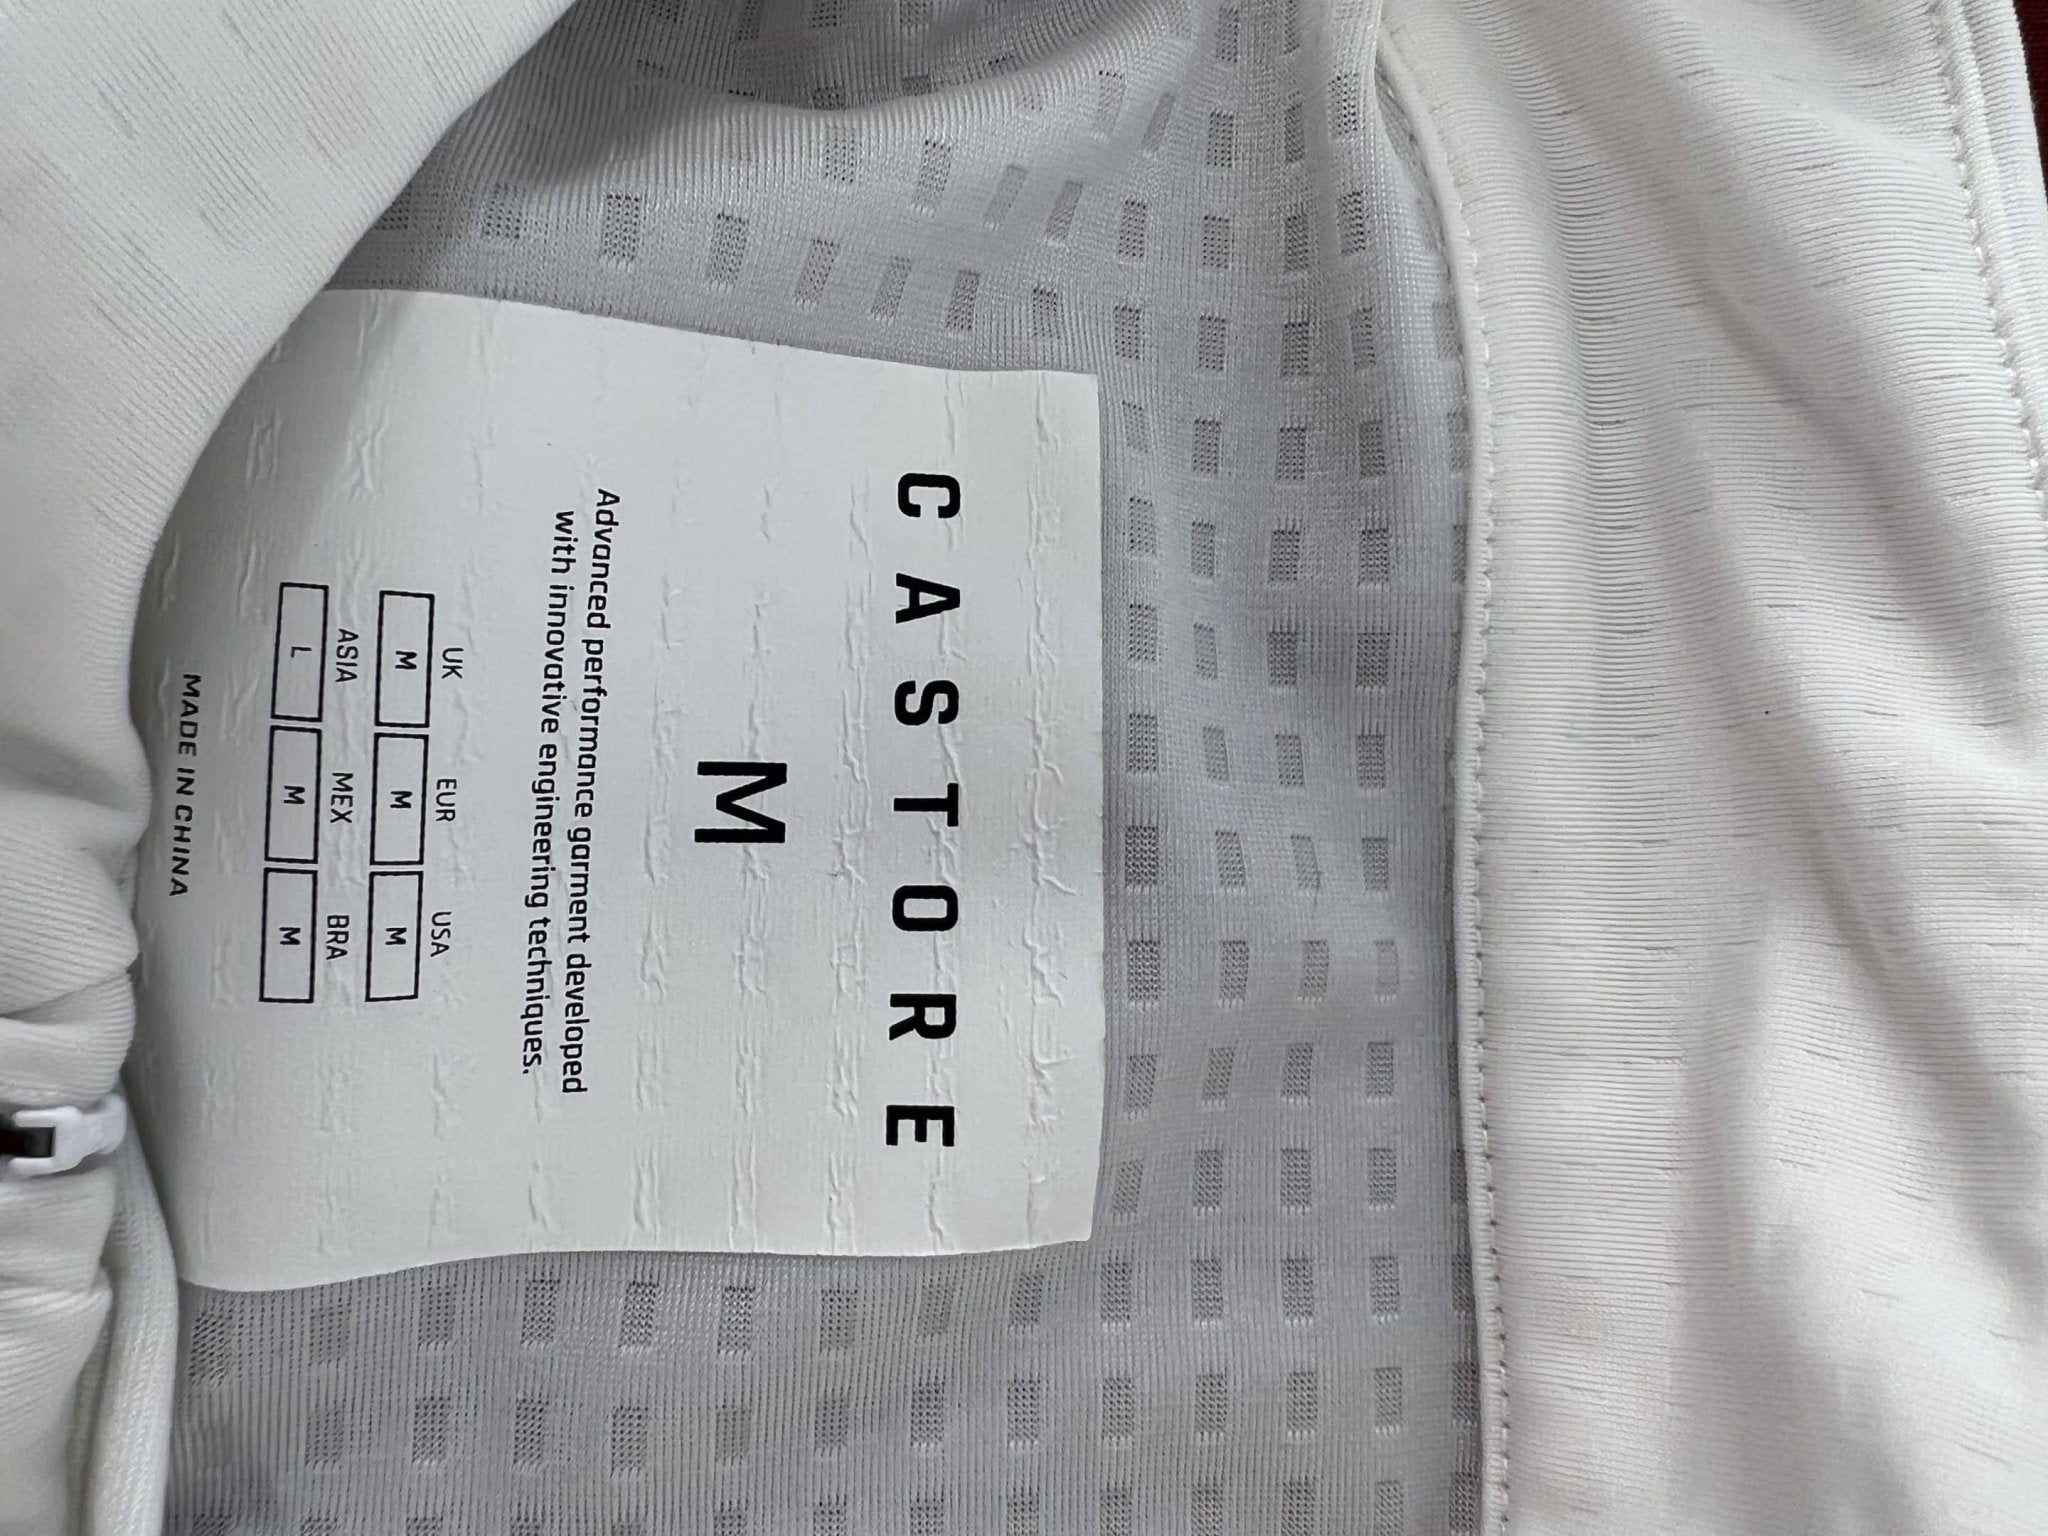 CASTORE
M
Advanced performance garment developed
with innovative engineering techniques.
UK EUR USA
M M M
ASIA MEX BRA
L M M
MADE IN CHINA